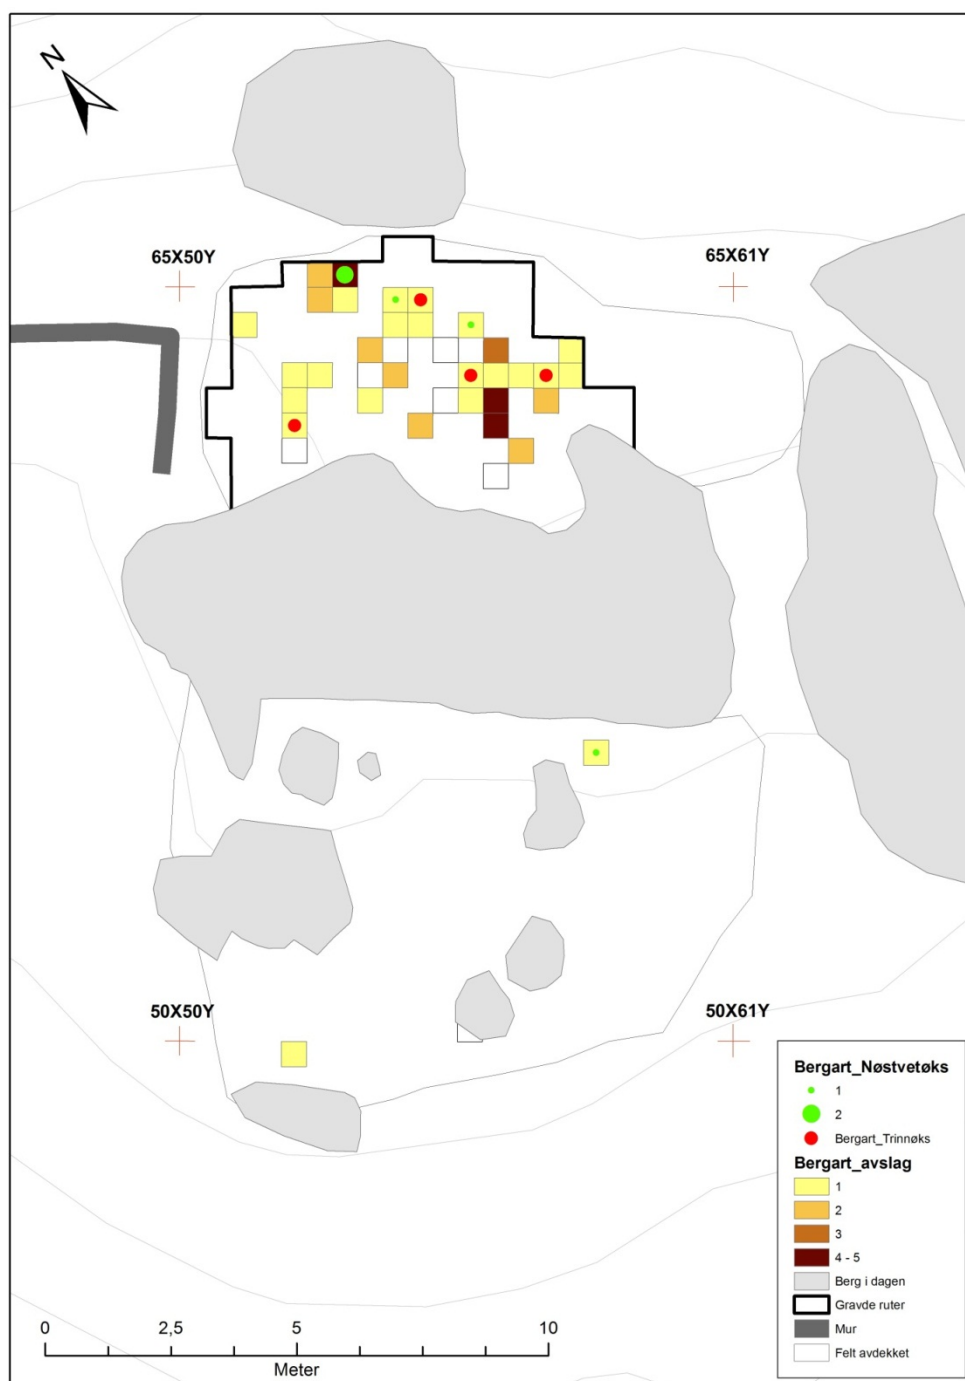 N
65X50Y
65X61Y
50X50Y
50X61Y
Bergart_Nøstvetøks
1
2
Bergart_Trinnøks
Bergart_avslag
1
2
3
4 - 5
Berg i dagen
Gravde ruter
Mur
Felt avdekket
0 2,5 5 10
Meter